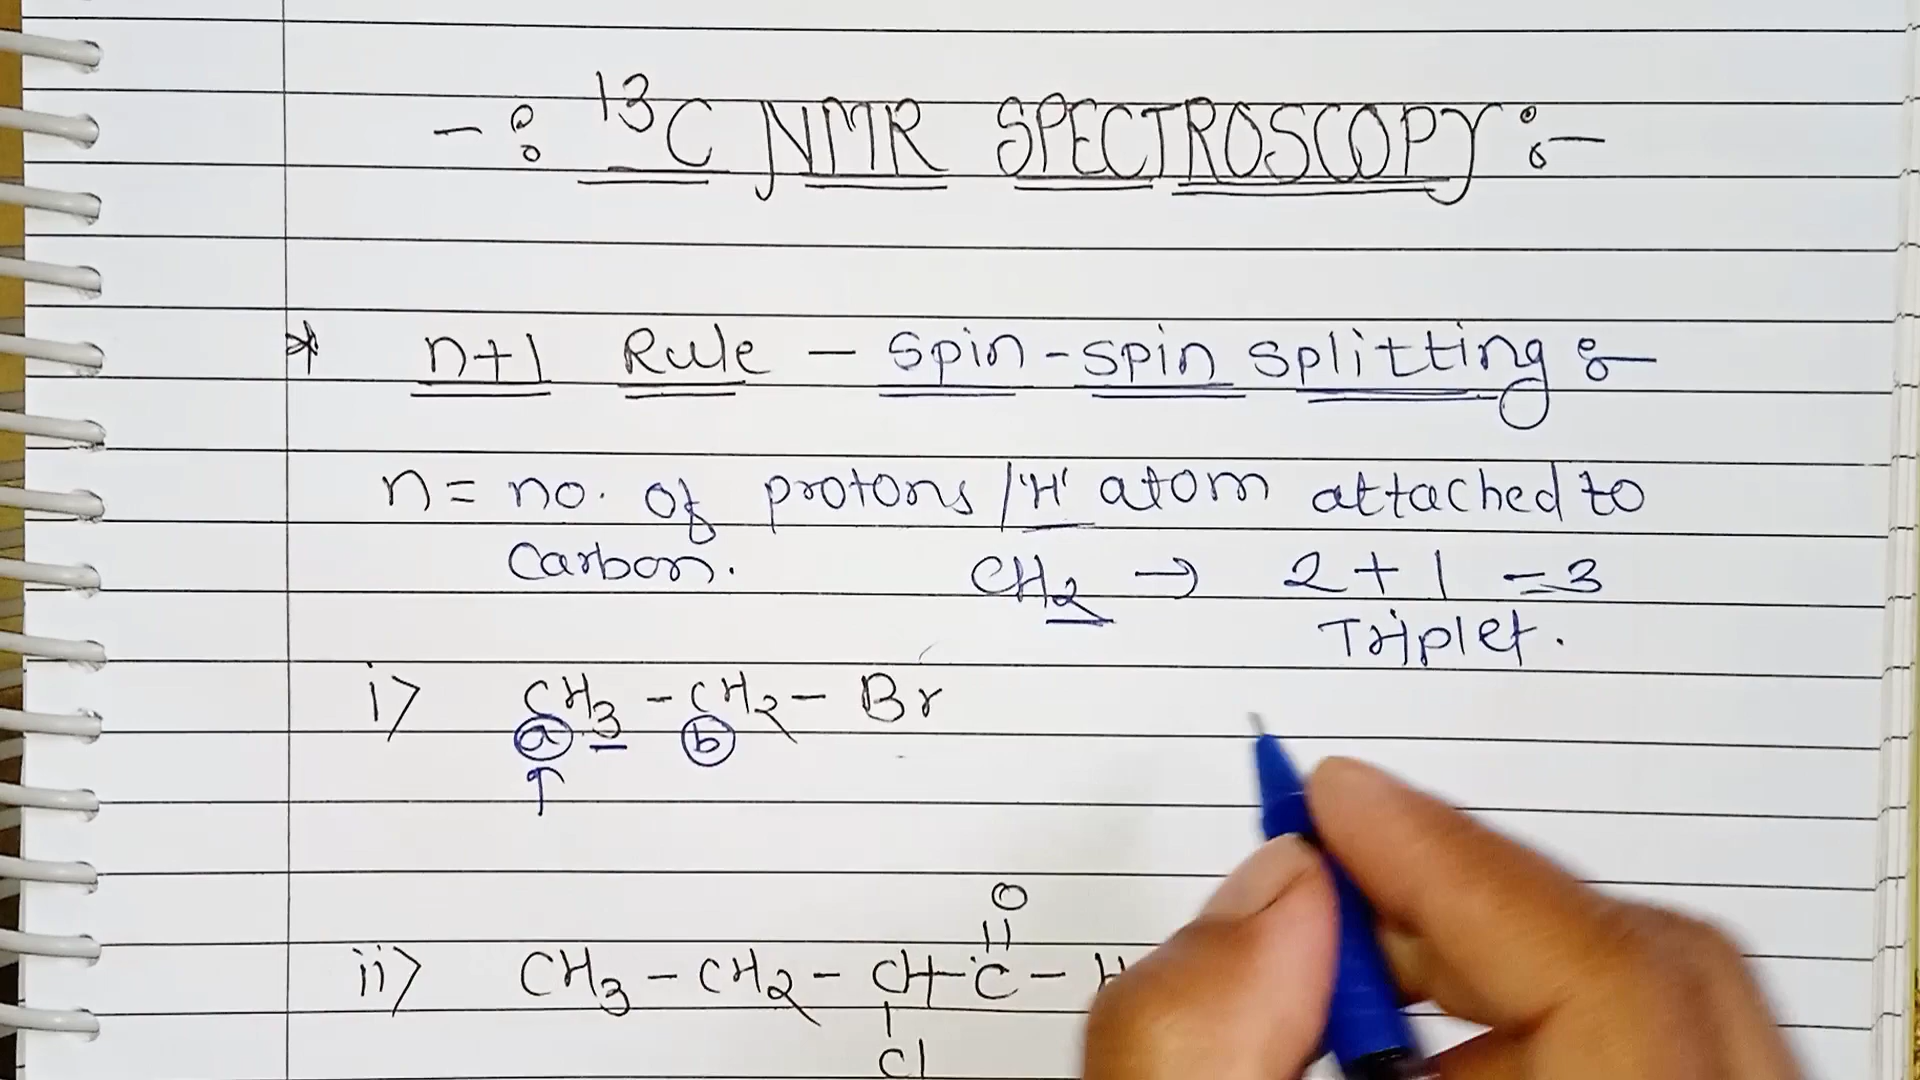 -: ¹³C NMR SPECTROSCOPY :-
* n+1 Rule - Spin-spin splitting :-
n = no. of protons / 'H' atom attached to
Carbon. CH₂ → 2 + 1 = 3
Triplet.
i> CH₃ - CH₂ - Br
a b
↑
O
||
ii> CH₃ - CH₂ - CH - C - H
|
Cl